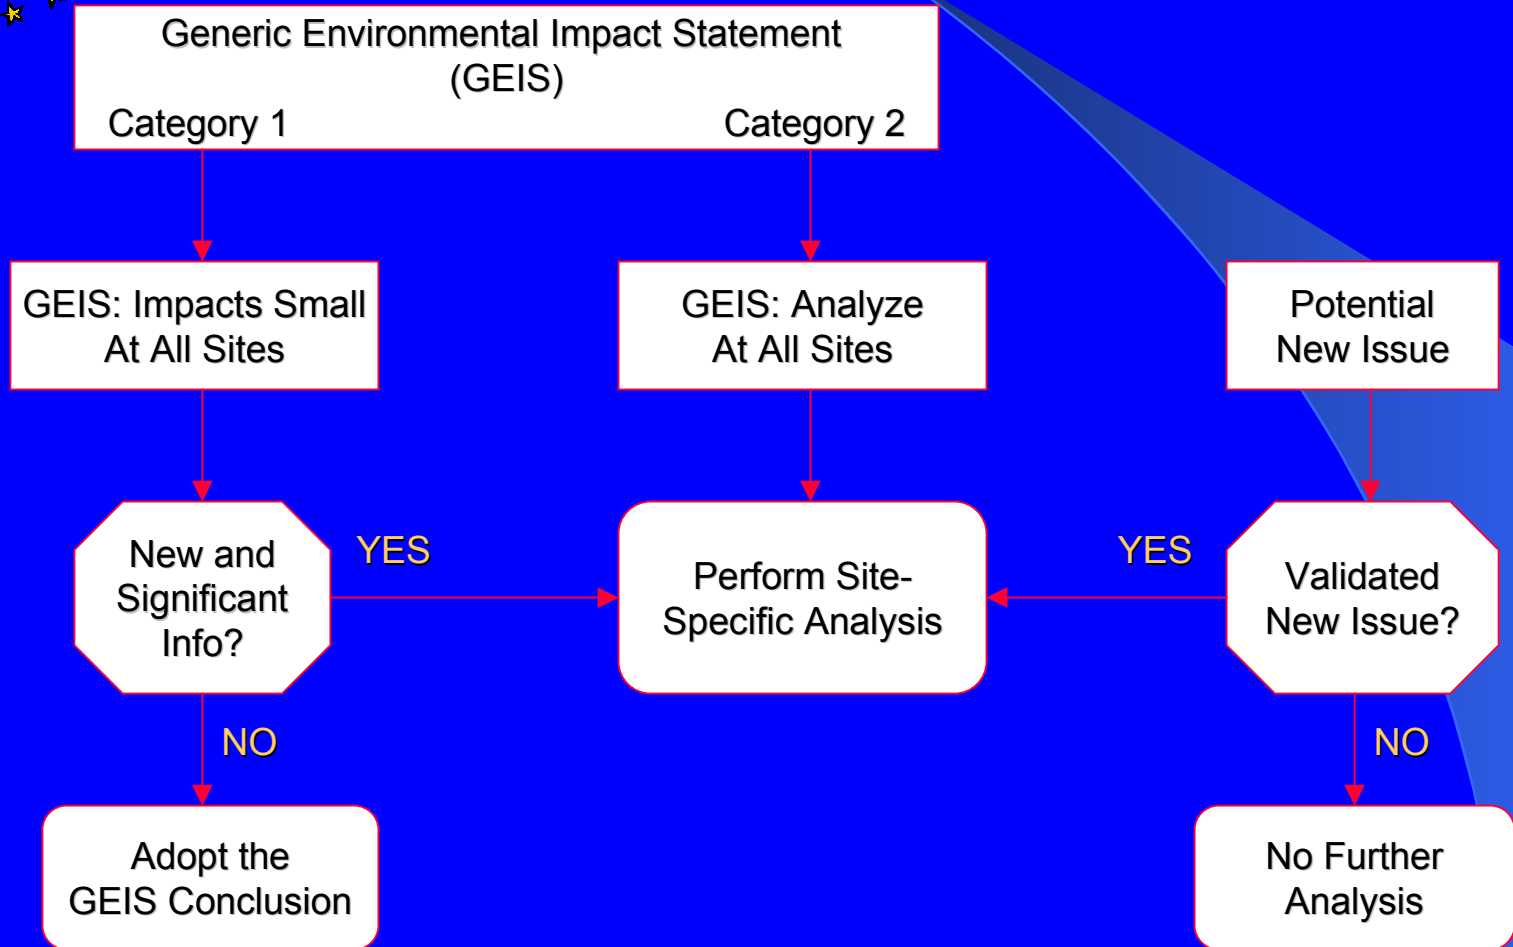 Generic Environmental Impact Statement
(GEIS)
Category 1
Category 2
GEIS: Impacts Small
At All Sites
GEIS: Analyze
At All Sites
Potential
New Issue
New and
Significant
Info?
YES
Perform Site-
Specific Analysis
YES
Validated
New Issue?
NO
NO
Adopt the
GEIS Conclusion
No Further
Analysis